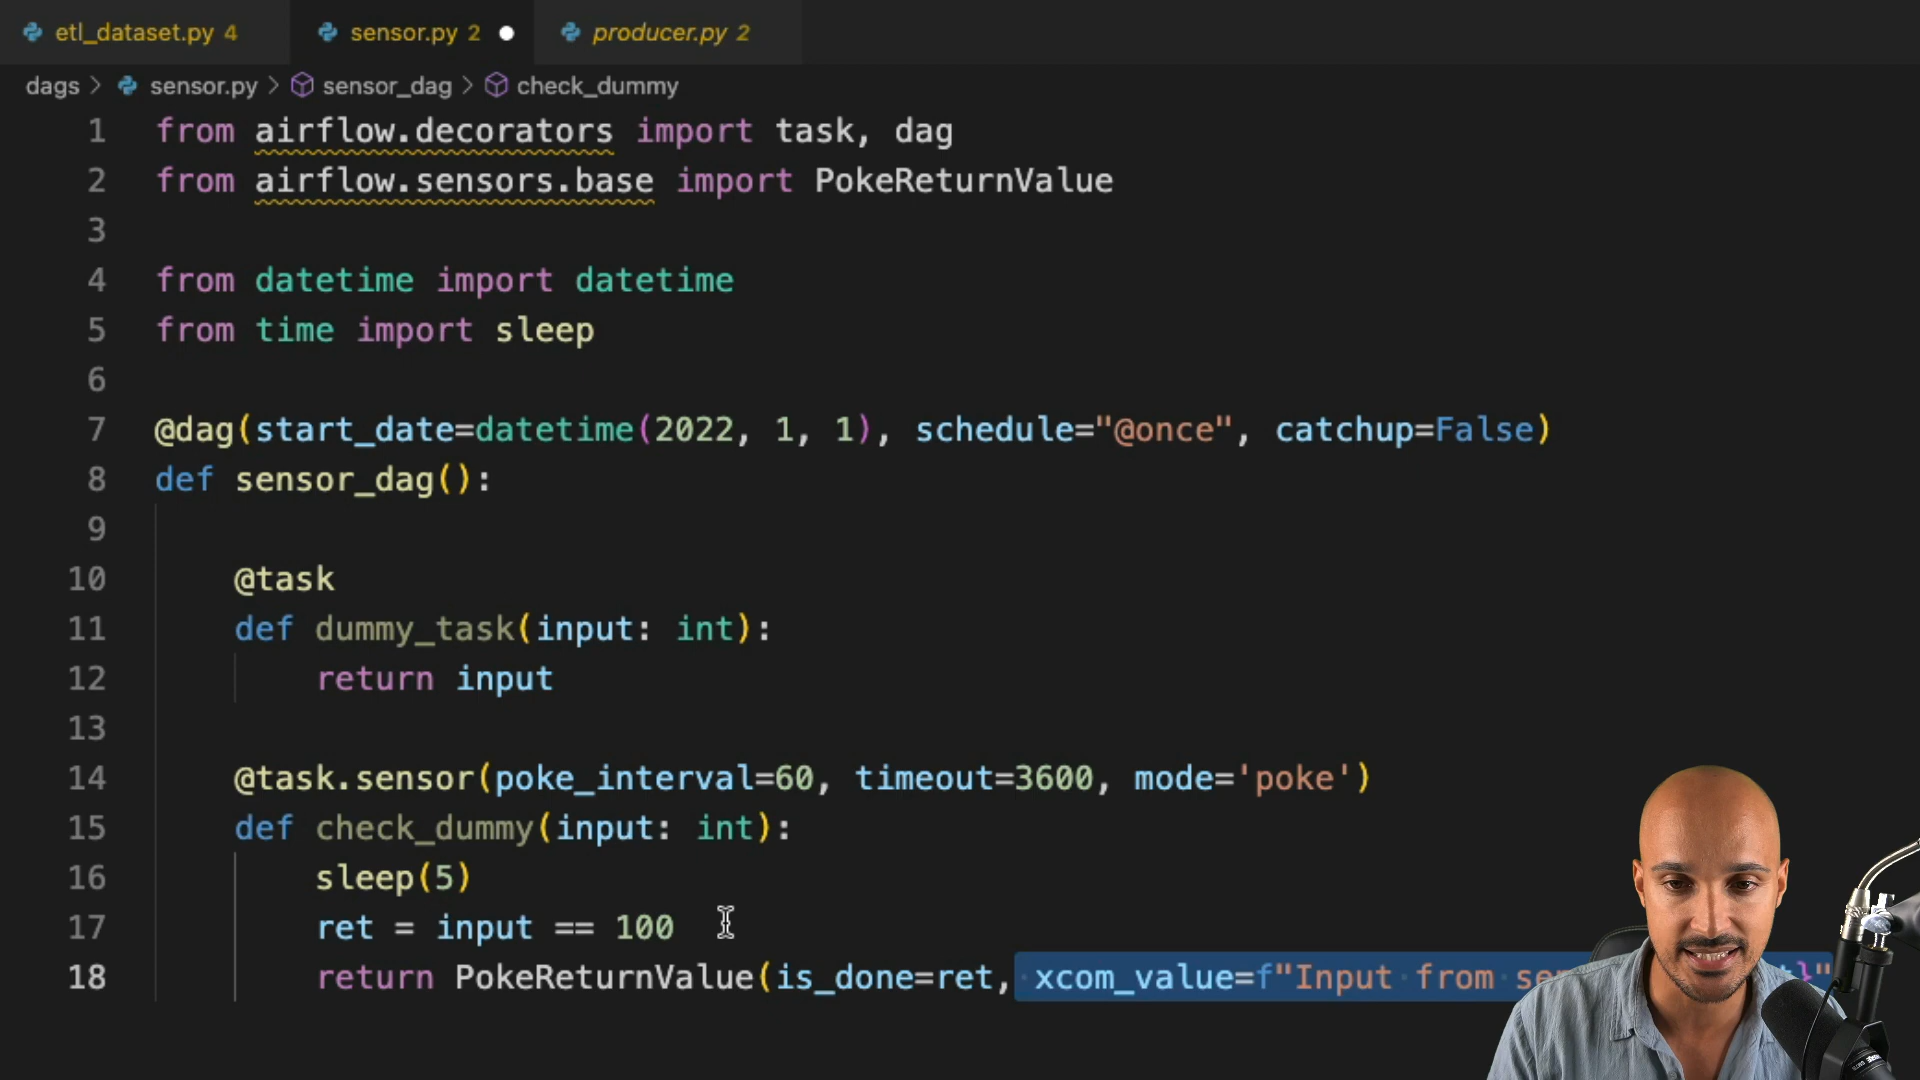 etl_dataset.py 4 sensor.py 2 producer.py 2
dags > sensor.py > sensor_dag > check_dummy
1 from airflow.decorators import task, dag
2 from airflow.sensors.base import PokeReturnValue
3
4 from datetime import datetime
5 from time import sleep
6
7 @dag(start_date=datetime(2022, 1, 1), schedule="@once", catchup=False)
8 def sensor_dag():
9
10 @task
11 def dummy_task(input: int):
12 return input
13
14 @task.sensor(poke_interval=60, timeout=3600, mode='poke')
15 def check_dummy(input: int):
16 sleep(5)
17 ret = input == 100
18 return PokeReturnValue(is_done=ret, xcom_value=f"Input from